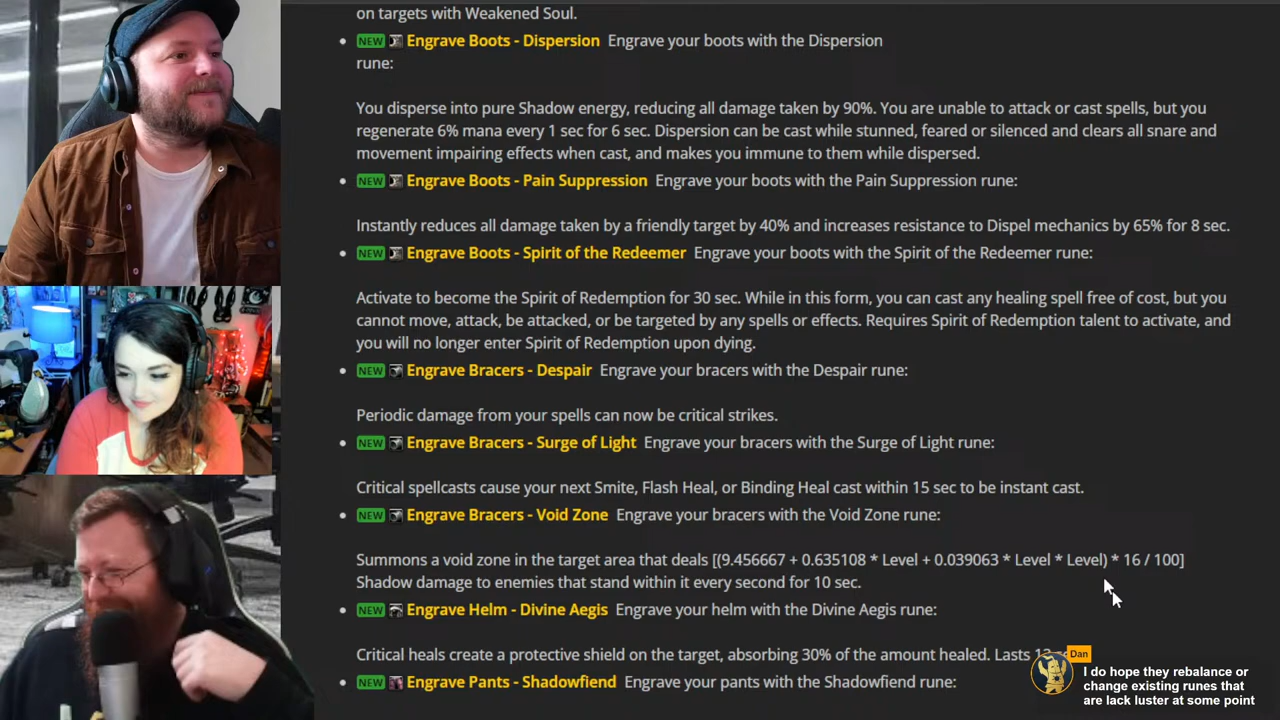 on targets with Weakened Soul.
NEW Engrave Boots - Dispersion Engrave your boots with the Dispersion
rune:
You disperse into pure Shadow energy, reducing all damage taken by 90%. You are unable to attack or cast spells, but you
regenerate 6% mana every 1 sec for 6 sec. Dispersion can be cast while stunned, feared or silenced and clears all snare and
movement impairing effects when cast, and makes you immune to them while dispersed.
NEW Engrave Boots - Pain Suppression Engrave your boots with the Pain Suppression rune:
Instantly reduces all damage taken by a friendly target by 40% and increases resistance to Dispel mechanics by 65% for 8 sec.
NEW Engrave Boots - Spirit of the Redeemer Engrave your boots with the Spirit of the Redeemer rune:
Activate to become the Spirit of Redemption for 30 sec. While in this form, you can cast any healing spell free of cost, but you
cannot move, attack, be attacked, or be targeted by any spells or effects. Requires Spirit of Redemption talent to activate, and
you will no longer enter Spirit of Redemption upon dying.
NEW Engrave Bracers - Despair Engrave your bracers with the Despair rune:
Periodic damage from your spells can now be critical strikes.
NEW Engrave Bracers - Surge of Light Engrave your bracers with the Surge of Light rune:
Critical spellcasts cause your next Smite, Flash Heal, or Binding Heal cast within 15 sec to be instant cast.
NEW Engrave Bracers - Void Zone Engrave your bracers with the Void Zone rune:
Summons a void zone in the target area that deals [(9.456667 + 0.635108 * Level + 0.039063 * Level * Level) * 16 / 100]
Shadow damage to enemies that stand within it every second for 10 sec.
NEW Engrave Helm - Divine Aegis Engrave your helm with the Divine Aegis rune:
Critical heals create a protective shield on the target, absorbing 30% of the amount healed. Lasts
NEW Engrave Pants - Shadowfiend Engrave your pants with the Shadowfiend rune:
Dan
I do hope they rebalance or
change existing runes that
are lack luster at some point